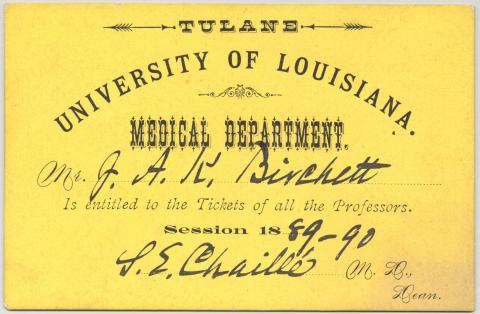 TULANE
UNIVERSITY OF LOUISIANA.
MEDICAL DEPARTMENT.
Mr. J. A. K. Birchett
Is entitled to the Tickets of all the Professors.
Session 1889-90
S. E. Chaillé M. D.,
Dean.